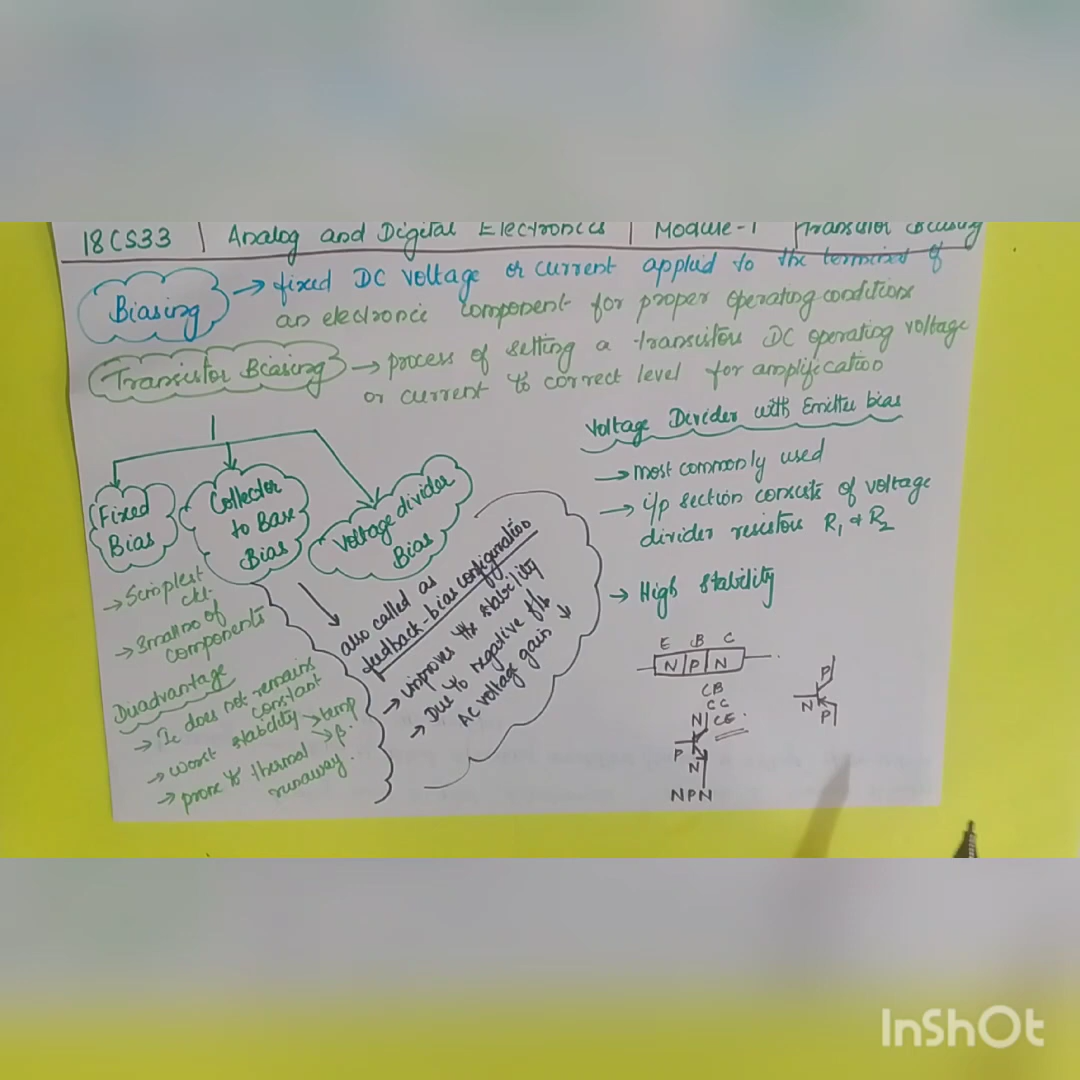 18CS33 | Analog and Digital Electronics | Module-1 | Transistor Biasing
Biasing → fixed DC voltage or current applied to the terminal of
an electronic component for proper operating conditions
Transistor Biasing → process of setting a transistors DC operating voltage
or current to correct level for amplification
Fixed
Bias
→ Simplest
ckt.
→ Small no of
components
Disadvantage
→ Ic does not remains
constant
→ worst stability → temp
→ β.
→ prone to thermal
runaway.
Collector
to Base
Bias
Voltage divider
Bias
also called as
feedback-bias configuration
→ improves the stability
→ Due to negative f/b
AC voltage gain ↓
Voltage Divider with Emitter bias
→ most commonly used
→ i/p section consists of voltage
divider resistors R1 & R2
→ High stability
E B C
N P N
CB
CC
CE.
N
P
N
NPN
P
N
P
InShOt